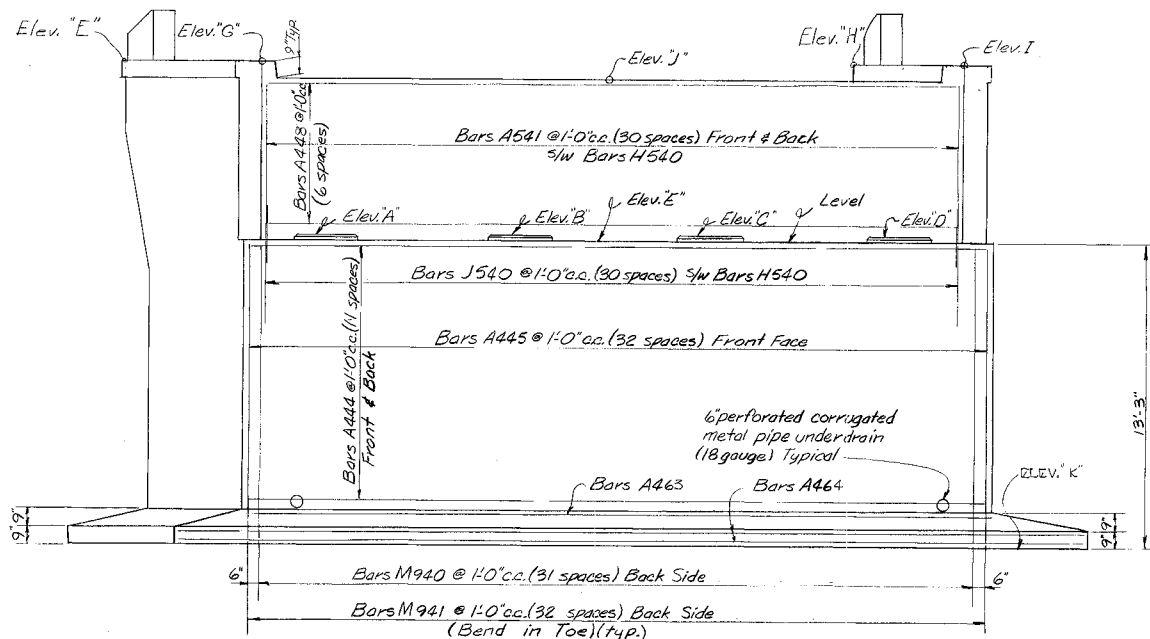 Elev. "E"
Elev. "G"
9" Typ.
Elev. "J"
Elev. "H"
Elev. I
Bars A448 @ 1'-0" c.c.
(6 spaces)
Bars A541 @ 1'-0" c.c. (30 spaces) Front & Back
s/w Bars H540
Elev. "A"
Elev. "B"
Elev. "E"
Elev. "C"
Level
Elev. "D"
Bars J540 @ 1'-0" c.c. (30 spaces) s/w Bars H540
Bars A445 @ 1'-0" c.c. (32 spaces) Front Face
Bars A444 @ 1'-0" c.c. (11 spaces)
Front & Back
6" perforated corrugated
metal pipe underdrain
(18 gauge) Typical
13'-3"
ELEV. "K"
Bars A463
Bars A464
9" 9"
9" 9"
6"
Bars M940 @ 1'-0" c.c. (31 spaces) Back Side
6"
Bars M941 @ 1'-0" c.c. (32 spaces) Back Side
(Bend in Toe) (typ.)